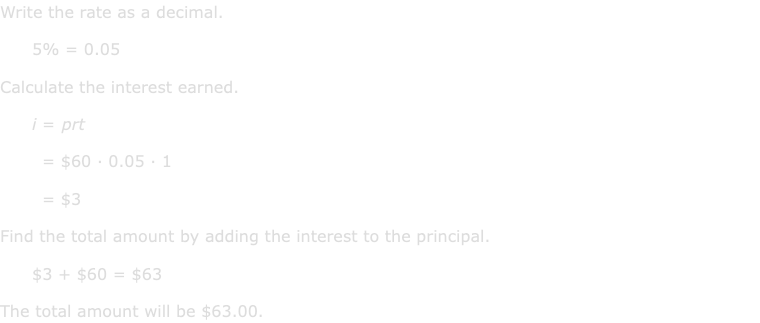 Write the rate as a decimal.
5% = 0.05
Calculate the interest earned.
i = prt
= $60 · 0.05 · 1
= $3
Find the total amount by adding the interest to the principal.
$3 + $60 = $63
The total amount will be $63.00.